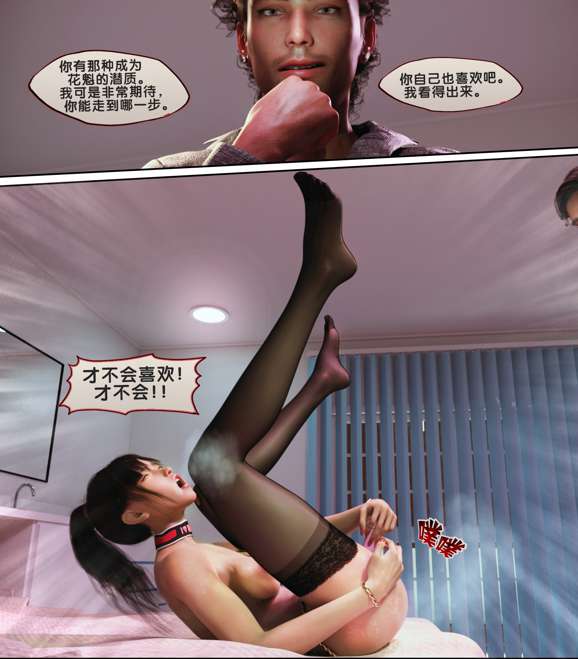 你有那种成为
花魁的潜质。
我可是非常期待，
你能走到哪一步。
你自己也喜欢吧。
我看得出来。
才不会喜欢！
才不会！！
噗噗